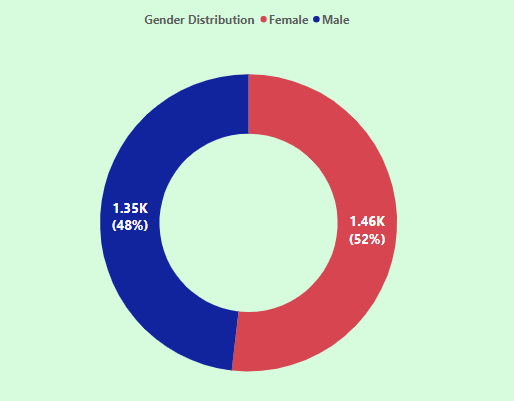 Gender Distribution Female Male
1.35K
(48%)
1.46K
(52%)